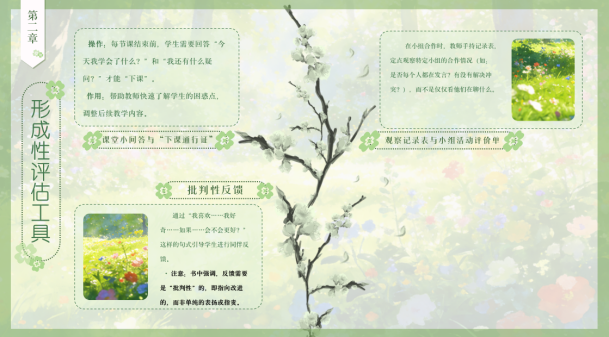 第二章
形成性评估工具
操作：每节课结束前，学生需要回答“今
天我学会了什么？”和“我还有什么疑
问？”才能“下课”。
作用：帮助教师快速了解学生的困惑点，
调整后续教学内容。
课堂小问答与“下课通行证”
在小组合作时，教师手持记录表，
定点观察特定小组的合作情况（如：
是否每个人都在发言？有没有解决冲
突？），而不是仅仅看他们在聊什么。
观察记录表与小组活动评价单
批判性反馈
通过“我喜欢……我好
奇……如果……会不会更好？”
这样的句式引导学生进行同伴反
馈。
· 注意，书中强调，反馈需要
是“批判性”的，即指向改进
的，而非单纯的表扬或指责。